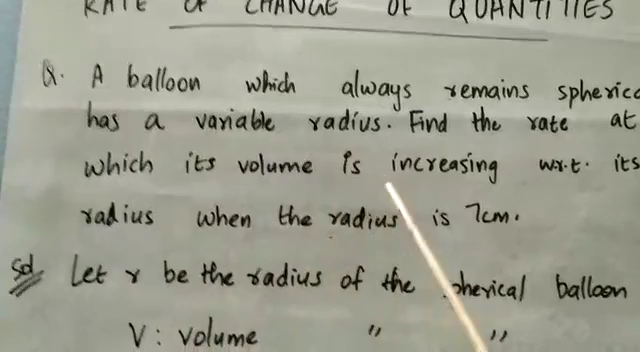 RATE OF CHANGE OF QUANTITIES
Q. A balloon which always remains spheric
has a variable radius. Find the rate at
which its volume is increasing w.r.t. its
radius when the radius is 7cm.
Sol Let r be the radius of the spherical balloon
V : volume " "